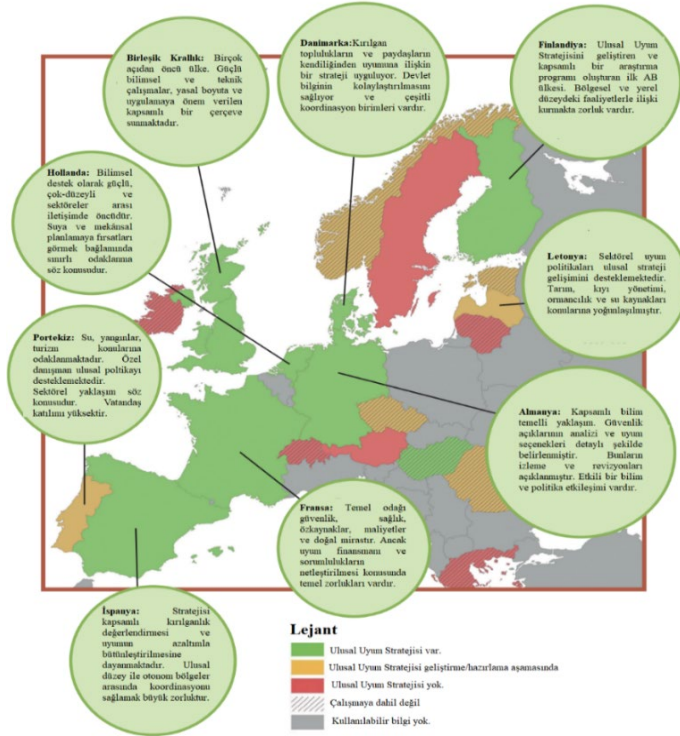 Birleşik Krallık: Birçok
açıdan öncü ülke. Güçlü
bilimsel ve teknik
çalışmalar, yasal boyuta ve
uygulamaya önem verilen
kapsamlı bir çerçeve
sunmaktadır.
Danimarka:Kırılgan
toplulukların ve paydaşların
kendiliğinden uyumuna ilişkin
bir strateji uyguluyor. Devlet
bilginin kolaylaştırılmasını
sağlıyor ve çeşitli
koordinasyon birimleri vardır.
Finlandiya: Ulusal Uyum
Stratejisini geliştiren ve
kapsamlı bir araştırma
programı oluşturan ilk AB
ülkesi. Bölgesel ve yerel
düzeydeki faaliyetlerle ilişki
kurmakta zorluk vardır.
Hollanda: Bilimsel
destek olarak güçlü,
çok-düzeyli ve
sektöreler arası
iletişimde öncüdür.
Suya ve mekânsal
planlamaya fırsatları
görmek bağlamında
sınırlı odaklanma
söz konusudur.
Letonya: Sektörel uyum
politikaları ulusal strateji
gelişimini desteklemektedir.
Tarım, kıyı yönetimi,
ormancılık ve su kaynakları
konularına yoğunlaşılmıştır.
Portekiz: Su, yangınlar,
turizm konularına
odaklanmaktadır. Özel
danışman ulusal politikayı
desteklemektedir.
Sektörel yaklaşım söz
konusudur. Vatandaş
katılımı yüksektir.
Almanya: Kapsamlı bilim
temelli yaklaşım. Güvenlik
açıklarının analizi ve uyum
seçenekleri detaylı şekilde
belirlenmiştir. Bunların
izleme ve revizyonları
açıklanmıştır. Etkili bir bilim
ve politika etkileşimi vardır.
Fransa: Temel odağı
güvenlik, sağlık,
özkaynaklar, maliyetler
ve doğal mirastır. Ancak
uyum finansmanı ve
sorumlulukların
netleştirilmesi konusunda
temel zorlukları vardır.
İspanya: Stratejisi
kapsamlı kırılganlık
değerlendirmesi ve
uyumun azaltımla
bütünleştirilmesine
dayanmaktadır. Ulusal
düzey ile otonom bölgeler
arasında koordinasyonu
sağlamak büyük zorluktur.
Lejant
Ulusal Uyum Stratejisi var.
Ulusal Uyum Stratejisi geliştirme/hazırlama aşamasında
Ulusal Uyum Stratejisi yok.
Çalışmaya dahil değil
Kullanılabilir bilgi yok.